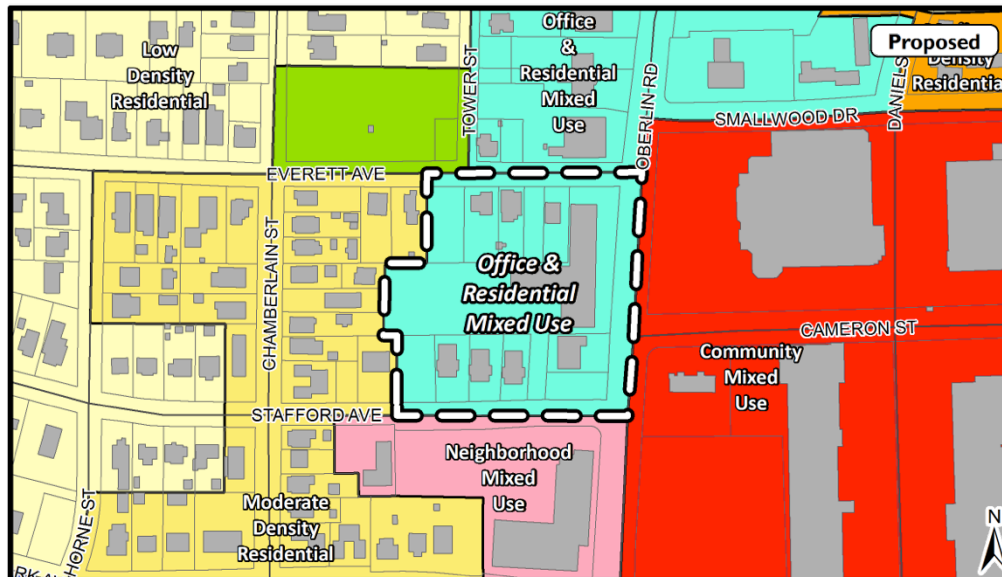 Low
Density
Residential
TOWER ST
Office
&
Residential
Mixed
Use
OBERLIN RD
Proposed
Density
Residential
DANIELS
SMALLWOOD DR
EVERETT AVE
CHAMBERLAIN ST
Office &
Residential
Mixed Use
CAMERON ST
Community
Mixed
Use
STAFFORD AVE
Neighborhood
Mixed
Use
Moderate
Density
Residential
THORNE ST
N